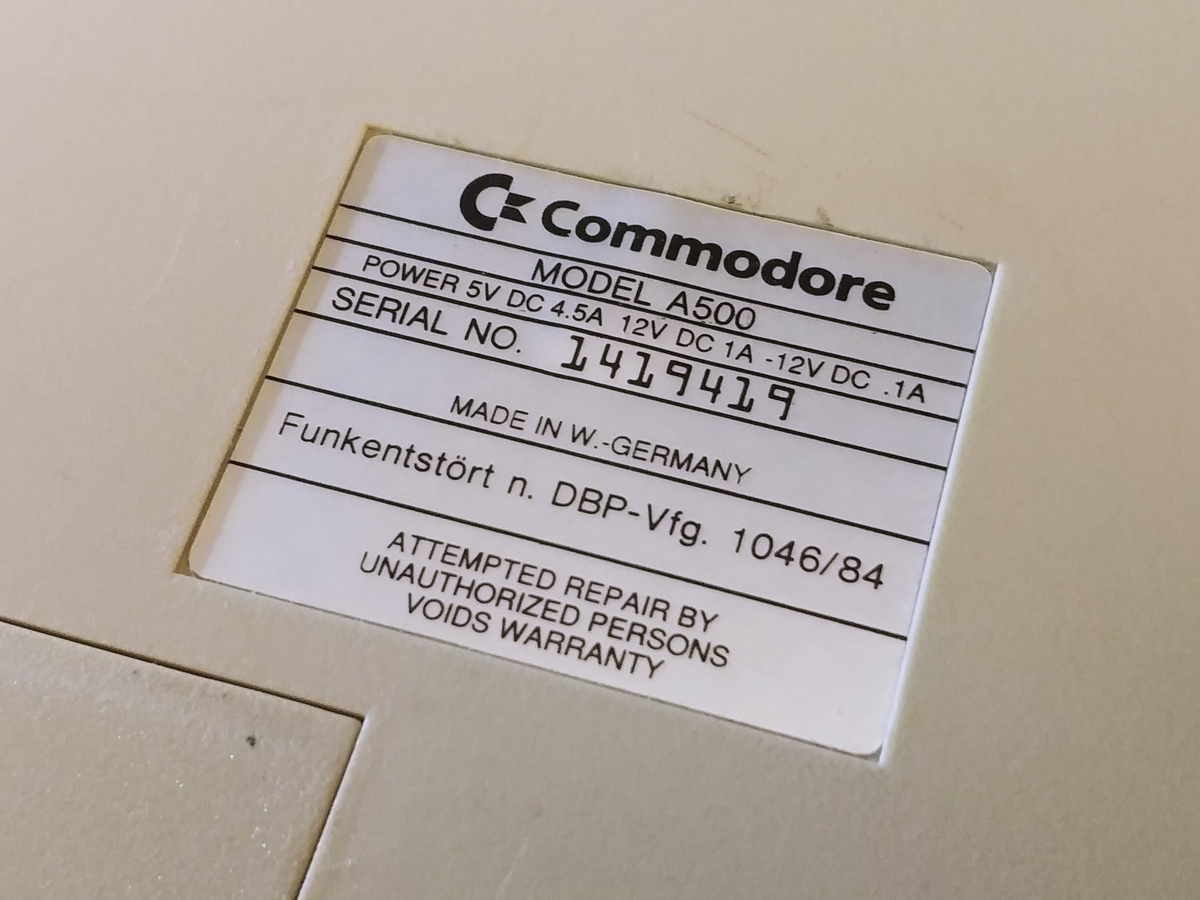 Commodore
MODEL A500
POWER 5V DC 4.5A 12V DC 1A -12V DC .1A
SERIAL NO. 1419419
MADE IN W.-GERMANY
Funkentstört n. DBP-Vfg. 1046/84
ATTEMPTED REPAIR BY
UNAUTHORIZED PERSONS
VOIDS WARRANTY